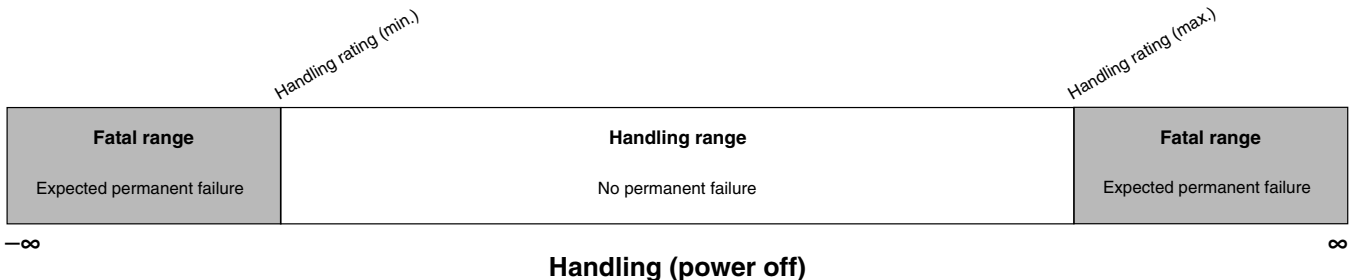 Handling rating (min.)
Handling rating (max.)
Fatal range
Expected permanent failure
Handling range
No permanent failure
Fatal range
Expected permanent failure
–∞
∞
Handling (power off)